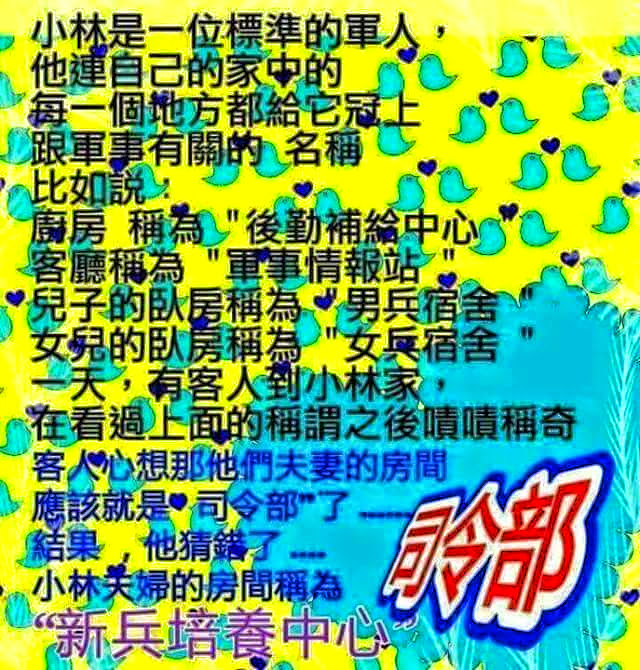 小林是一位標準的軍人，
他連自己的家中的
每一個地方都給它冠上
跟軍事有關的 名稱
比如說：
廚房 稱為 "後勤補給中心 "
客廳稱為 "軍事情報站 "
兒子的臥房稱為 "男兵宿舍 "
女兒的臥房稱為 "女兵宿舍 "
一天，有客人到小林家，
在看過上面的稱謂之後嘖嘖稱奇
客人心想那他們夫妻的房間
應該就是"司令部"了 ......
結果 ，他猜錯了 ....
小林夫婦的房間稱為
“新兵培養中心”
司令部